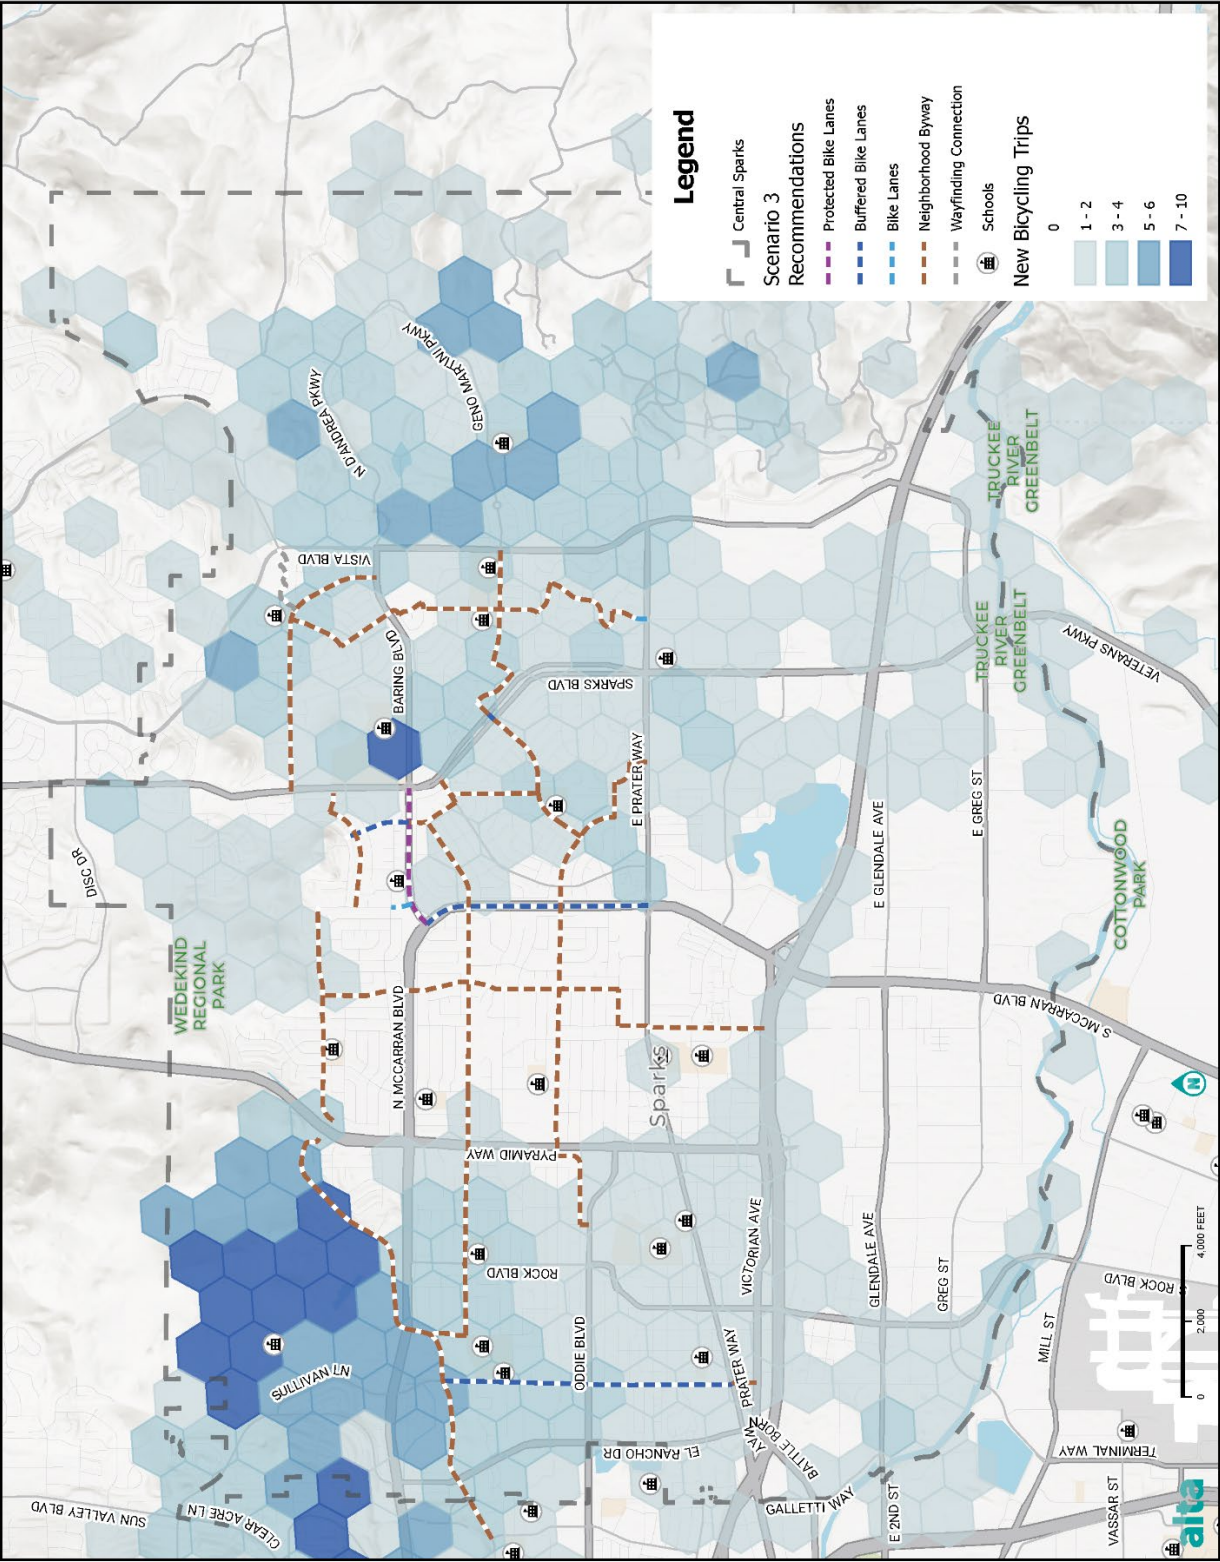 Legend
Central Sparks
Scenario 3
Recommendations
Protected Bike Lanes
Buffered Bike Lanes
Bike Lanes
Neighborhood Byway
Wayfinding Connection
Schools
New Bicycling Trips
0
1 - 2
3 - 4
5 - 6
7 - 10
SUN VALLEY BLVD
CLEAR ACRE LN
SULLIVAN LN
WEDEKIND
REGIONAL
PARK
DISC DR
VISTA BLVD
N D'ANDREA PKWY
GENO MARTINI PKWY
BARING BLVD
N MCCARRAN BLVD
SPARKS BLVD
PYRAMID WAY
ROCK BLVD
ODDIE BLVD
EL RANCHO DR
E PRATER WAY
Sparks
PRATER WAY
VICTORIAN AVE
BATTLE BORN
WAY
GALLETTI WAY
E 2ND ST
GLENDALE AVE
E GLENDALE AVE
GREG ST
E GREG ST
S MCCARRAN BLVD
TRUCKEE
RIVER
GREENBELT
TRUCKEE
RIVER
GREENBELT
VETERANS PKWY
COTTONWOOD
PARK
MILL ST
ROCK BLVD
TERMINAL WAY
VASSAR ST
0
2,000
4,000 FEET
N
alta